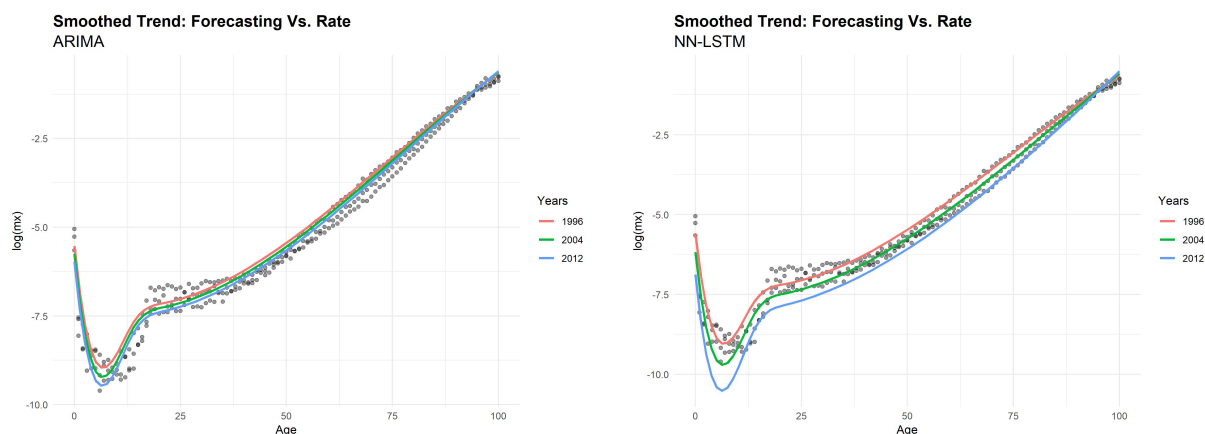 Smoothed Trend: Forecasting Vs. Rate
ARIMA
log(mx)
-2.5
-5.0
-7.5
-10.0
0
25
50
75
100
Age
Years
1996
2004
2012
Smoothed Trend: Forecasting Vs. Rate
NN-LSTM
log(mx)
-2.5
-5.0
-7.5
-10.0
0
25
50
75
100
Age
Years
1996
2004
2012